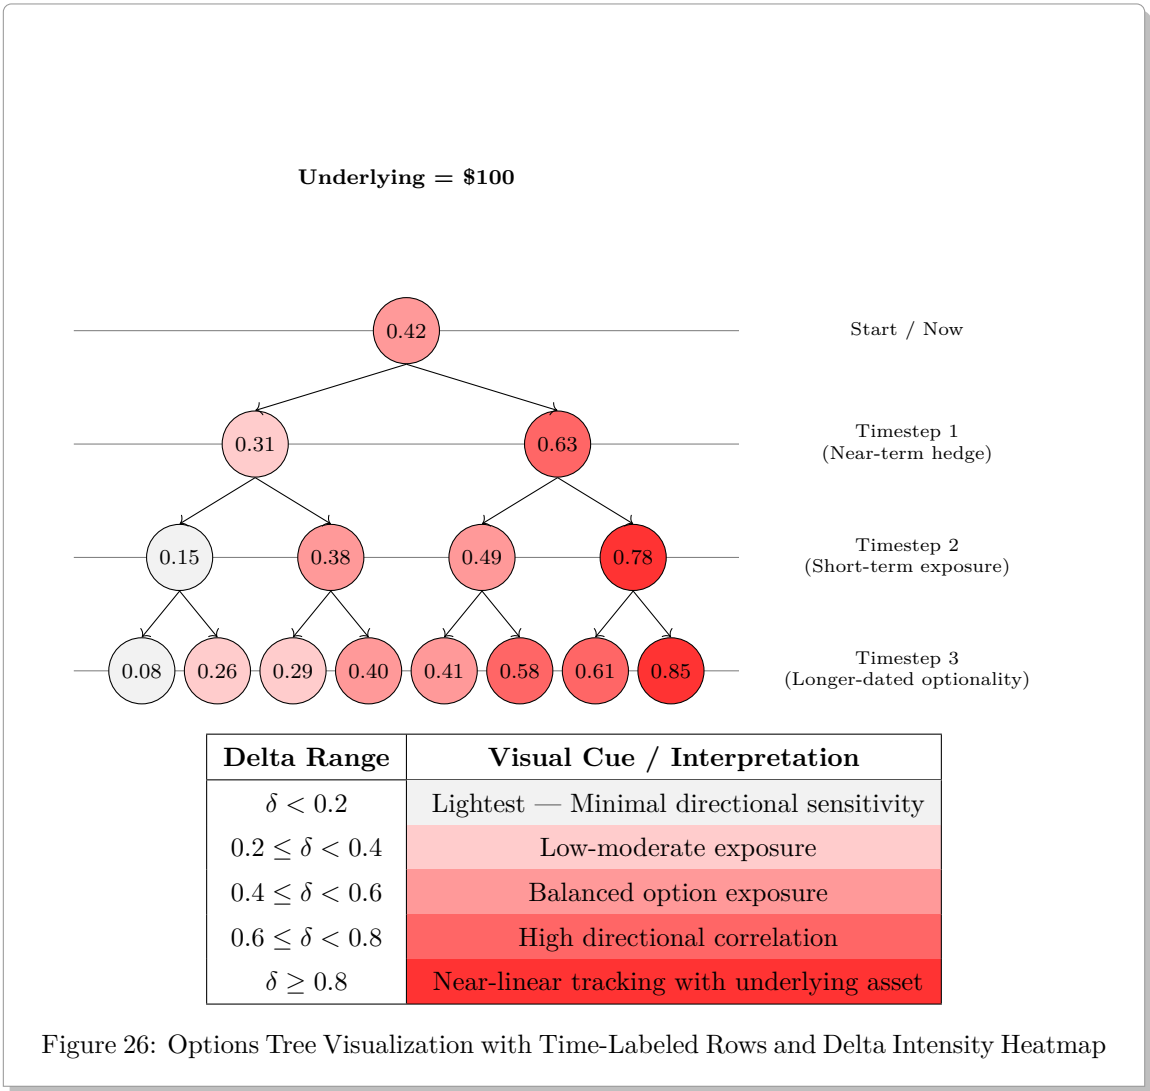 Underlying = $100
0.42
Start / Now
0.31
0.63
Timestep 1
(Near-term hedge)
0.15
0.38
0.49
0.78
Timestep 2
(Short-term exposure)
0.08
0.26
0.29
0.40
0.41
0.58
0.61
0.85
Timestep 3
(Longer-dated optionality)
Delta Range
Visual Cue / Interpretation
δ < 0.2
Lightest — Minimal directional sensitivity
0.2 ≤ δ < 0.4
Low-moderate exposure
0.4 ≤ δ < 0.6
Balanced option exposure
0.6 ≤ δ < 0.8
High directional correlation
δ ≥ 0.8
Near-linear tracking with underlying asset
Figure 26: Options Tree Visualization with Time-Labeled Rows and Delta Intensity Heatmap